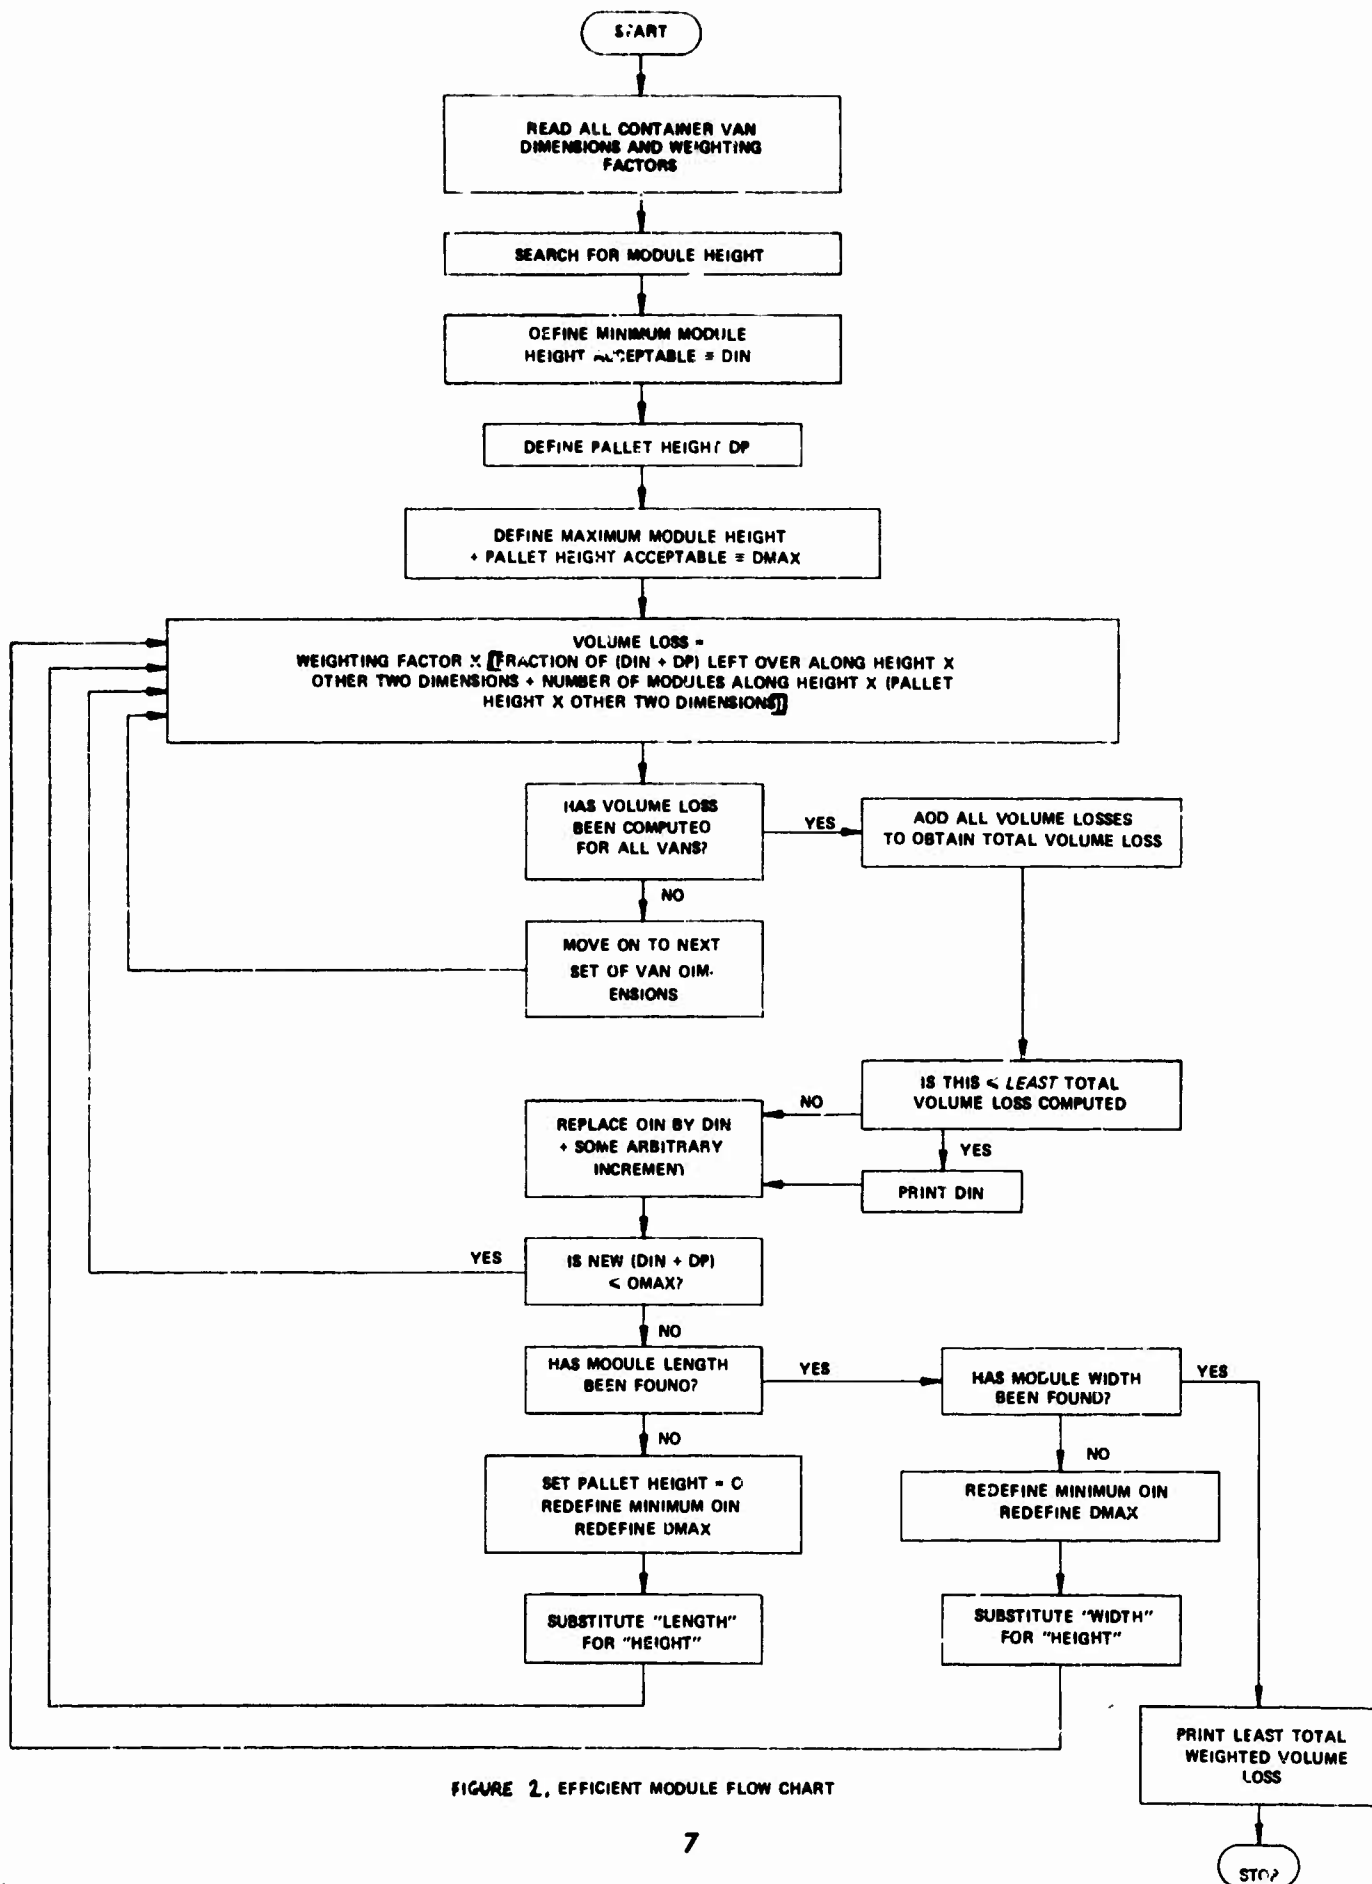 START
READ ALL CONTAINER VAN
DIMENSIONS AND WEIGHTING
FACTORS
SEARCH FOR MODULE HEIGHT
DEFINE MINIMUM MODULE
HEIGHT ACCEPTABLE ≡ DIN
DEFINE PALLET HEIGHT DP
DEFINE MAXIMUM MODULE HEIGHT
+ PALLET HEIGHT ACCEPTABLE ≡ DMAX
VOLUME LOSS =
WEIGHTING FACTOR X [(FRACTION OF (DIN + DP) LEFT OVER ALONG HEIGHT X
OTHER TWO DIMENSIONS + NUMBER OF MODULES ALONG HEIGHT X (PALLET
HEIGHT X OTHER TWO DIMENSIONS)]
HAS VOLUME LOSS
BEEN COMPUTED
FOR ALL VANS?
YES
ADD ALL VOLUME LOSSES
TO OBTAIN TOTAL VOLUME LOSS
NO
MOVE ON TO NEXT
SET OF VAN DIM-
ENSIONS
IS THIS ≤ LEAST TOTAL
VOLUME LOSS COMPUTED
NO
REPLACE DIN BY DIN
+ SOME ARBITRARY
INCREMENT
YES
PRINT DIN
IS NEW (DIN + DP)
≤ DMAX?
YES
NO
HAS MODULE LENGTH
BEEN FOUND?
YES
HAS MODULE WIDTH
BEEN FOUND?
YES
NO
NO
SET PALLET HEIGHT = 0
REDEFINE MINIMUM DIN
REDEFINE DMAX
REDEFINE MINIMUM DIN
REDEFINE DMAX
SUBSTITUTE "LENGTH"
FOR "HEIGHT"
SUBSTITUTE "WIDTH"
FOR "HEIGHT"
PRINT LEAST TOTAL
WEIGHTED VOLUME
LOSS
STOP
FIGURE 2. EFFICIENT MODULE FLOW CHART
7